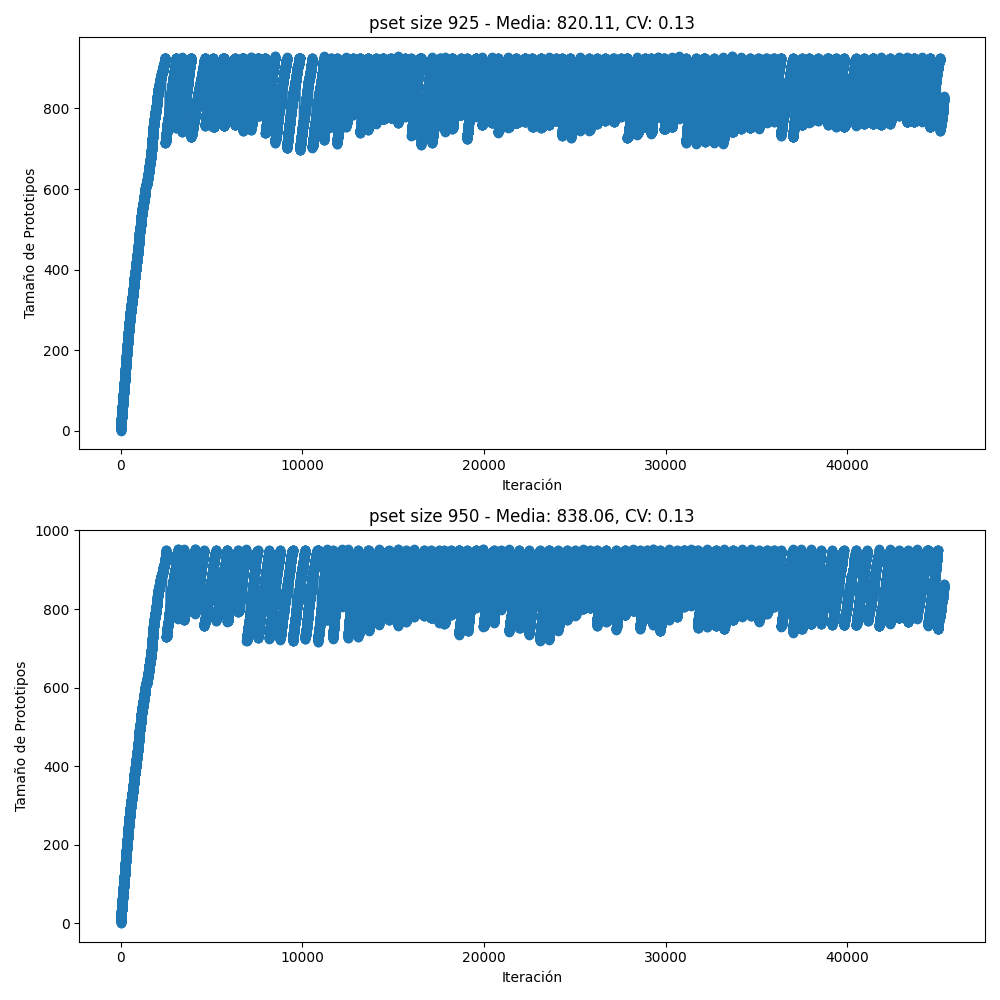 pset size 925 - Media: 820.11, CV: 0.13
Tamaño de Prototipos
800
600
400
200
0
0 10000 20000 30000 40000
Iteración
pset size 950 - Media: 838.06, CV: 0.13
Tamaño de Prototipos
1000
800
600
400
200
0
0 10000 20000 30000 40000
Iteración